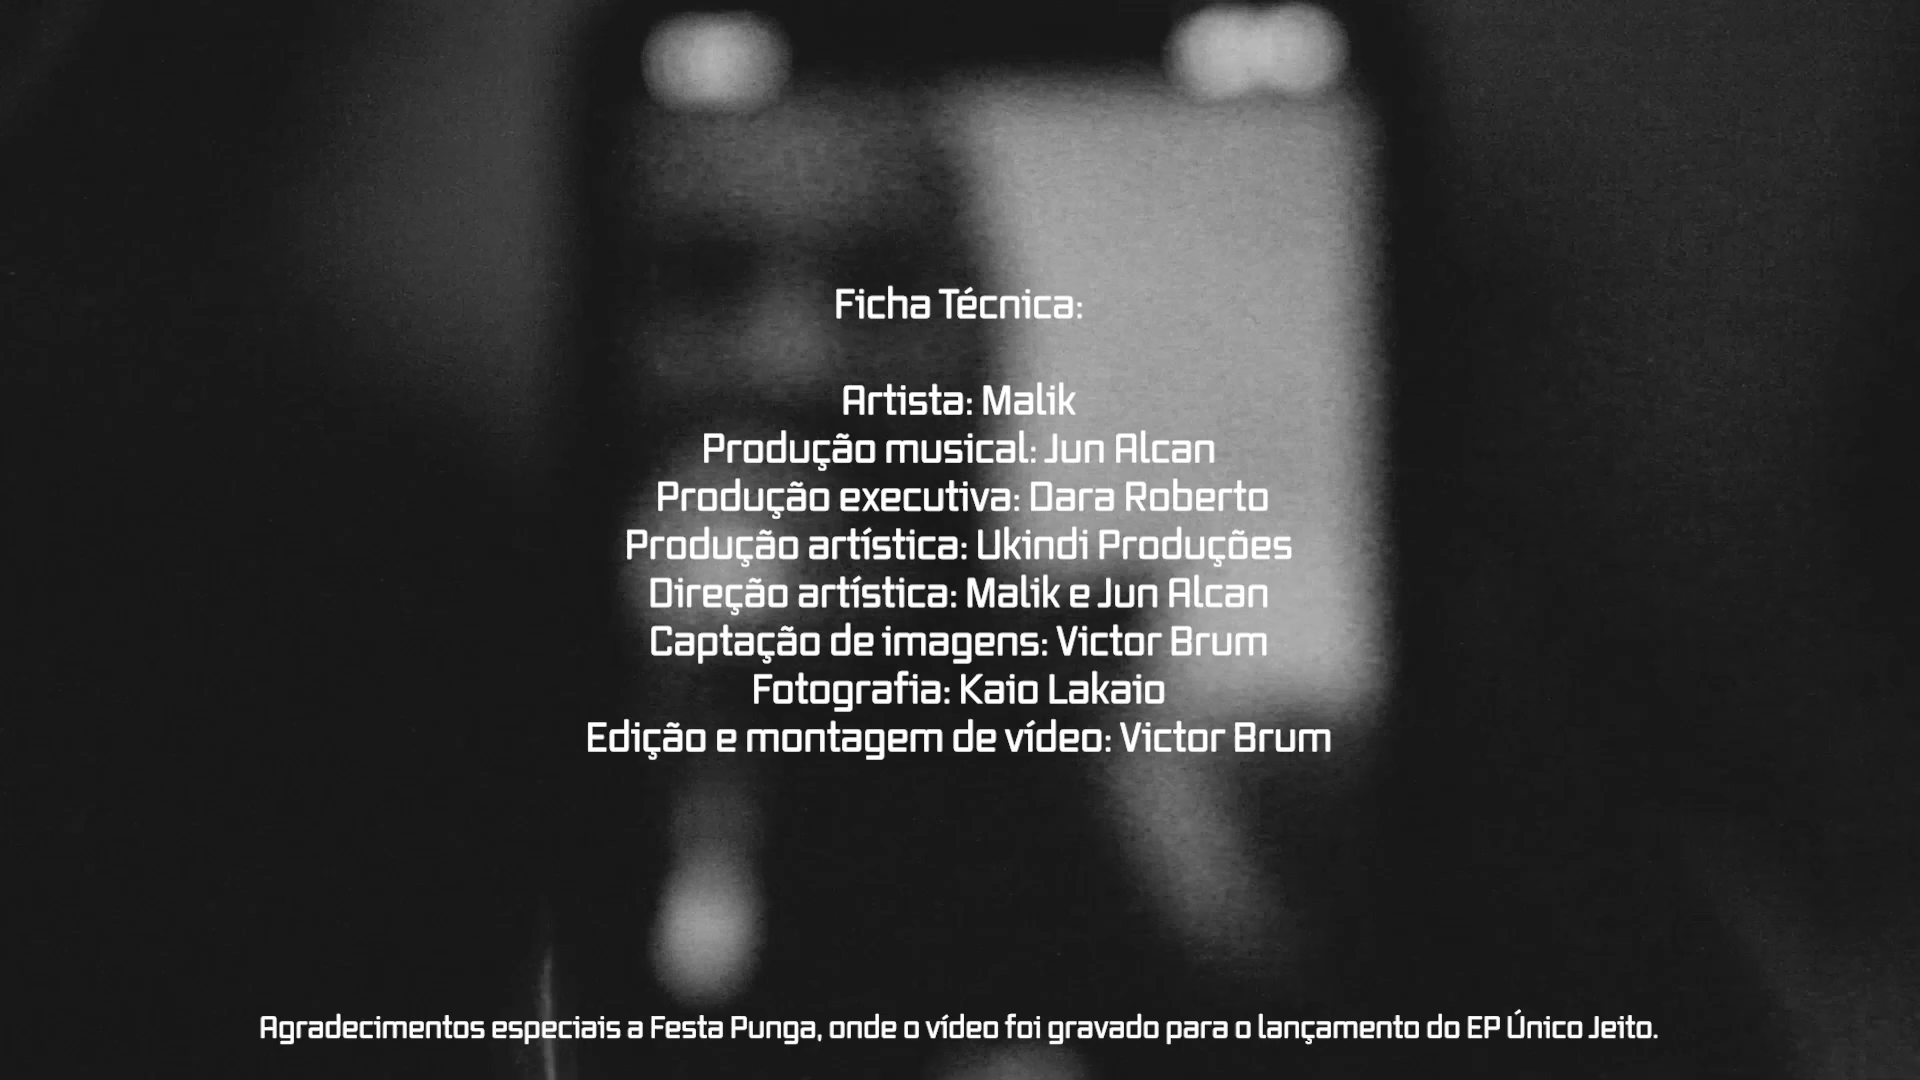 Ficha Técnica:
Artista: Malik
Produção musical: Jun Alcan
Produção executiva: Dara Roberto
Produção artística: Ukindi Produções
Direção artística: Malik e Jun Alcan
Captação de imagens: Victor Brum
Fotografia: Kaio Lakaio
Edição e montagem de vídeo: Victor Brum
Agradecimentos especiais a Festa Punga, onde o vídeo foi gravado para o lançamento do EP Único Jeito.